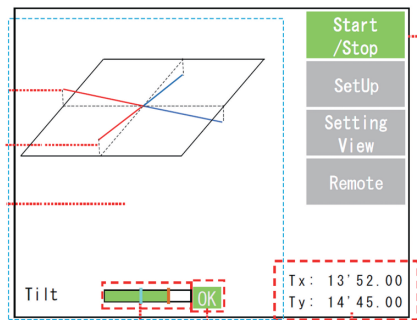 Start
/Stop
SetUp
Setting
View
Remote
Tilt
OK
Tx: 13'52.00
Ty: 14'45.00